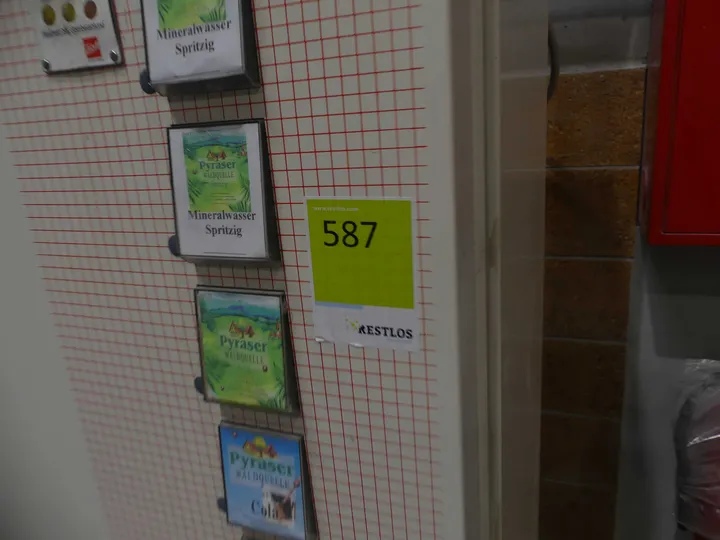 Mineralwasser
Spritzig
Pyraser
WALDQUELLE
Mineralwasser
Spritzig
587
RESTLOS
Pyraser
WALDQUELLE
Pyraser
WALDQUELLE
Cola